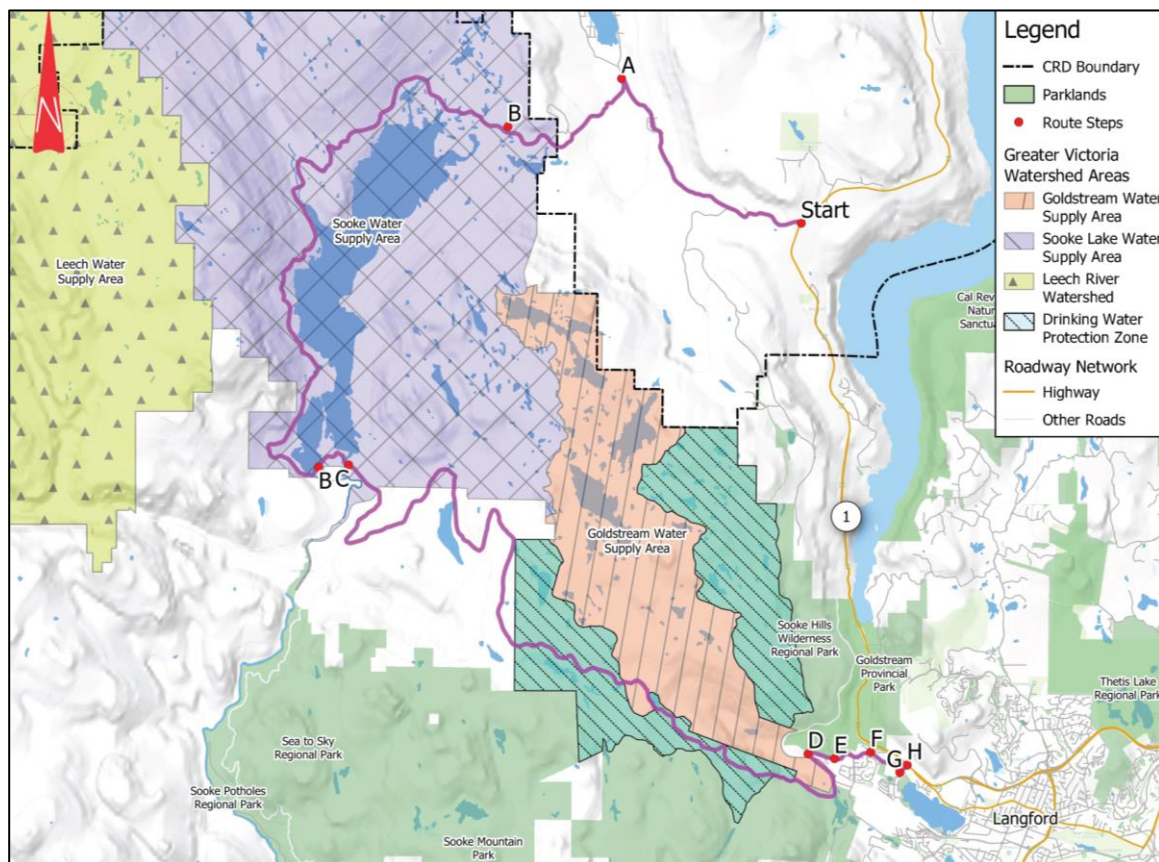 N
A
B
Start
Sooke Water
Supply Area
Leech Water
Supply Area
B
C
Goldstream Water
Supply Area
1
Cal Rev
Natur
Sanctua
Sooke Hills
Wilderness
Regional Park
Goldstream
Provincial
Park
Thetis Lake
Regional Park
D
E
F
G
H
Sea to Sky
Regional Park
Sooke Potholes
Regional Park
Sooke Mountain
Park
Langford
Legend
CRD Boundary
Parklands
Route Steps
Greater Victoria
Watershed Areas
Goldstream Water
Supply Area
Sooke Lake Water
Supply Area
Leech River
Watershed
Drinking Water
Protection Zone
Roadway Network
Highway
Other Roads